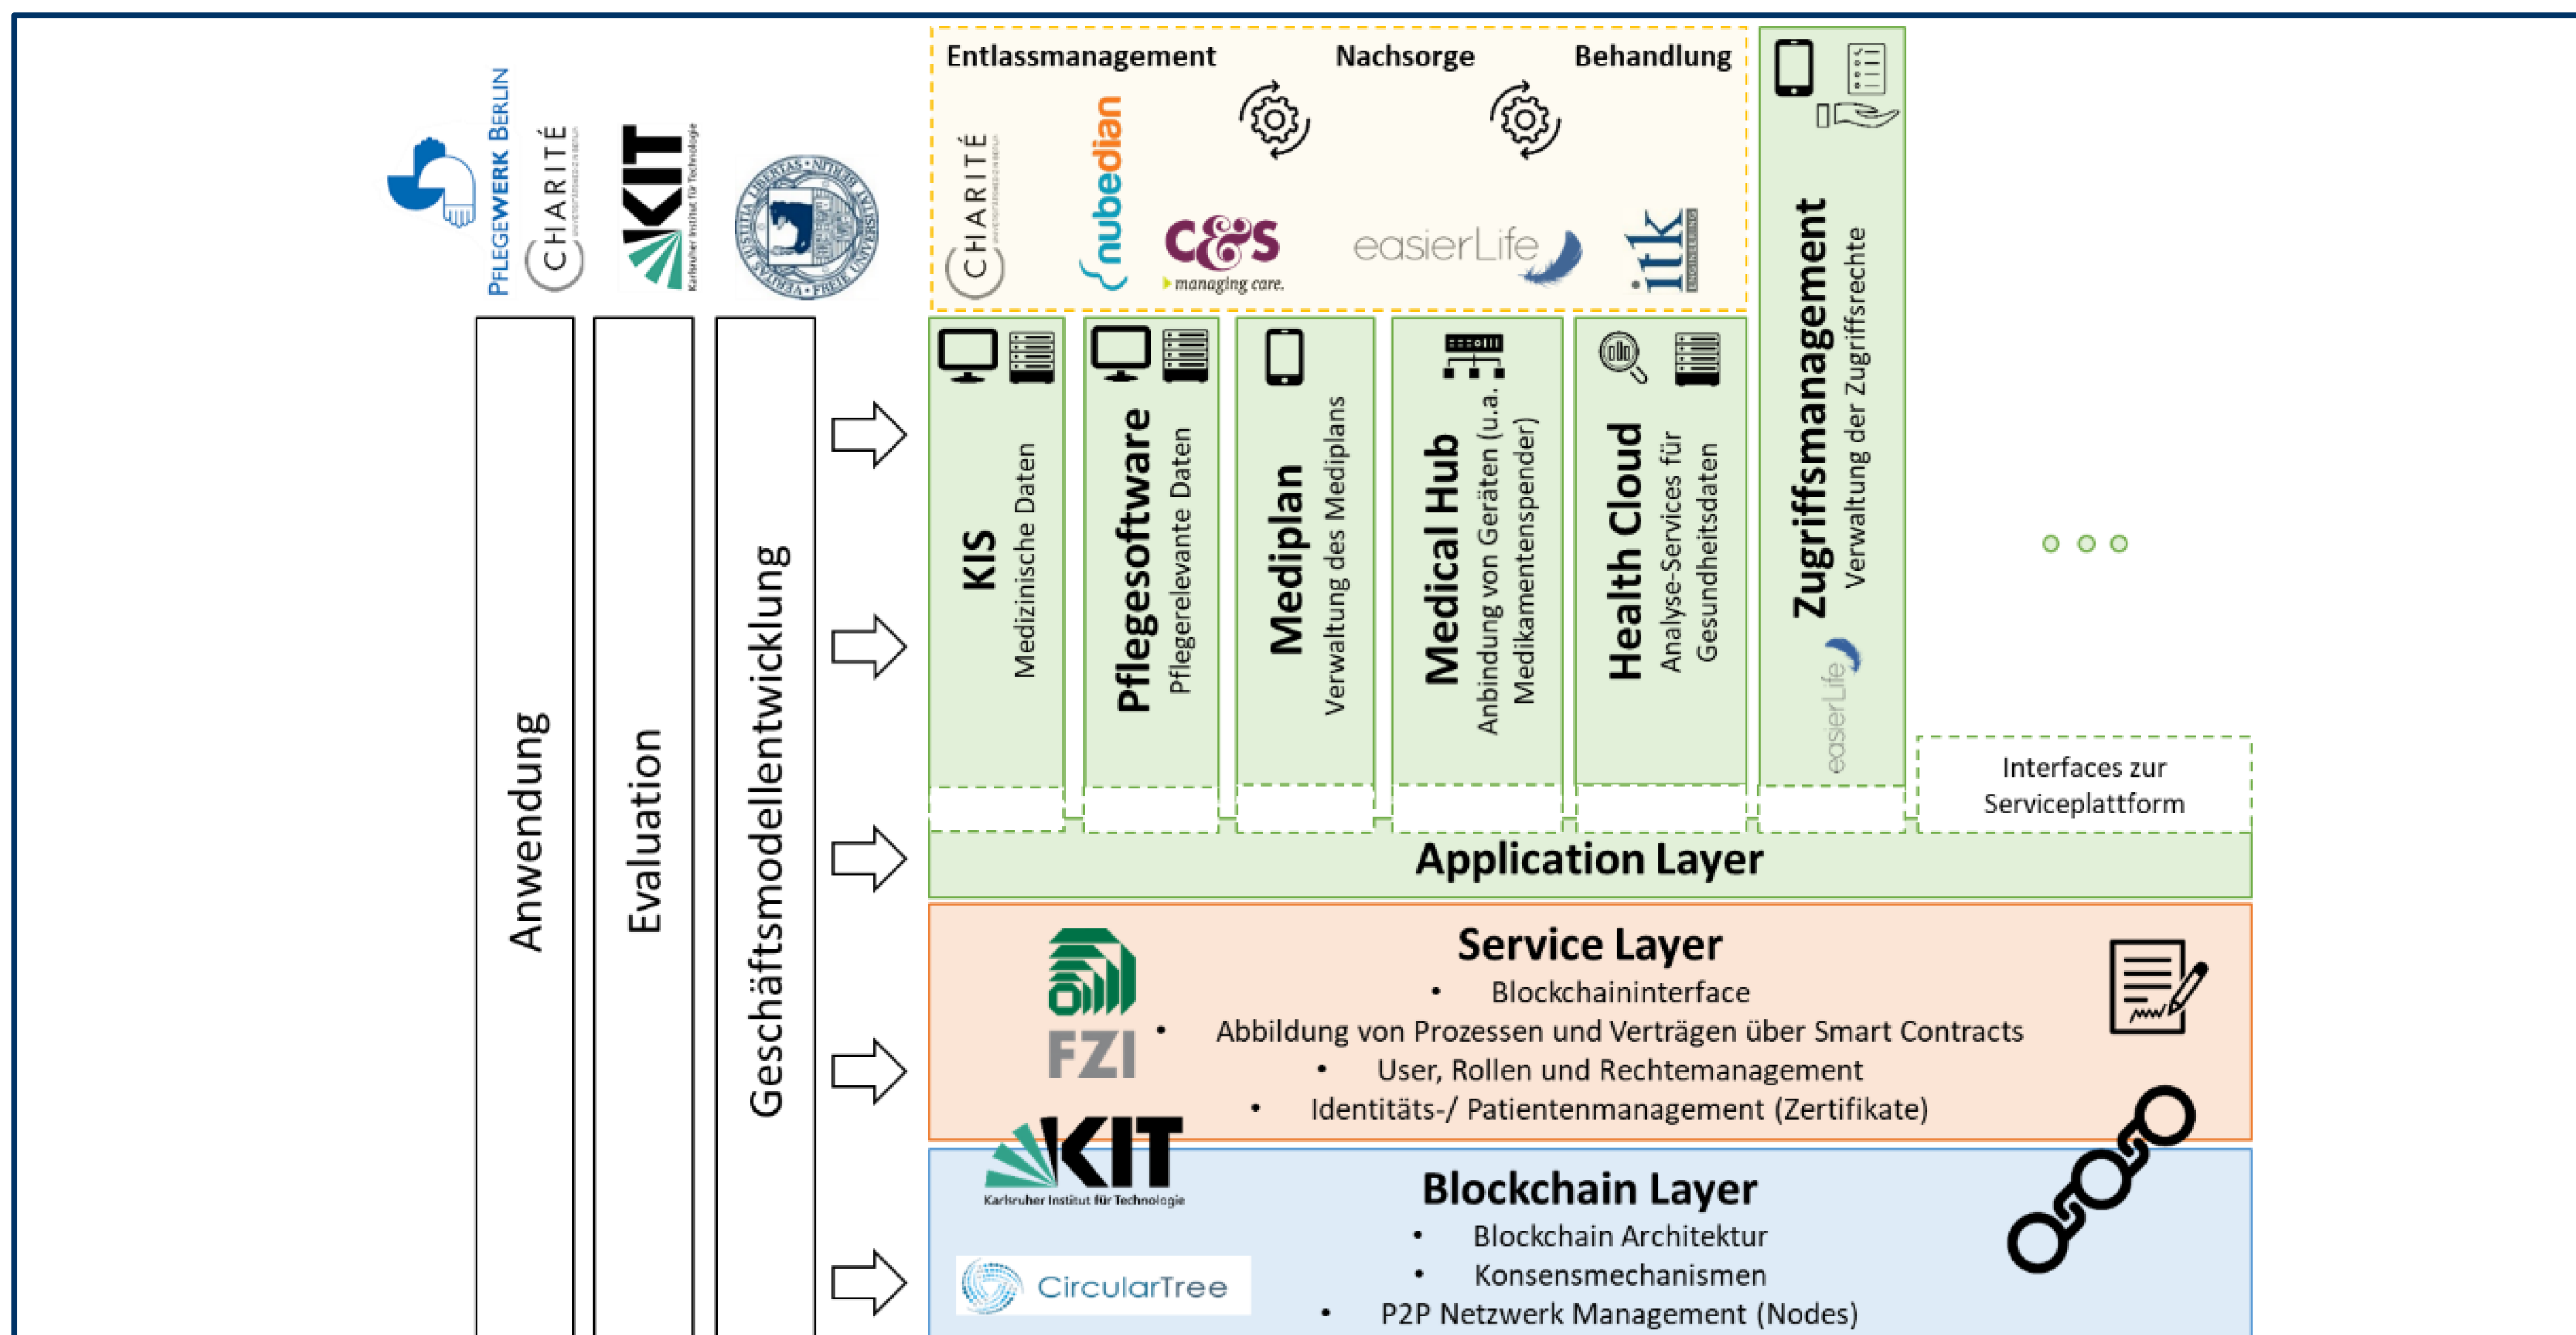 PFLEGEWERK BERLIN
CHARITÉ
KIT
Karlsruher Institut für Technologie
Entlassmanagement
Nachsorge
Behandlung
CHARITÉ
nubedian
C&S
managing care.
easierLife
itk
ENGINEERING
Anwendung
Evaluation
Geschäftsmodellentwicklung
KIS
Medizinische Daten
Pflegesoftware
Pflegerelevante Daten
Mediplan
Verwaltung des Mediplans
Medical Hub
Anbindung von Geräten (u.a.
Medikamentenspender)
Health Cloud
Analyse-Services für
Gesundheitsdaten
Zugriffsmanagement
Verwaltung der Zugriffsrechte
easierLife
Interfaces zur
Serviceplattform
Application Layer
FZI
Service Layer
• Blockchaininterface
• Abbildung von Prozessen und Verträgen über Smart Contracts
• User, Rollen und Rechtemanagement
• Identitäts-/ Patientenmanagement (Zertifikate)
KIT
Karlsruher Institut für Technologie
CircularTree
Blockchain Layer
• Blockchain Architektur
• Konsensmechanismen
• P2P Netzwerk Management (Nodes)